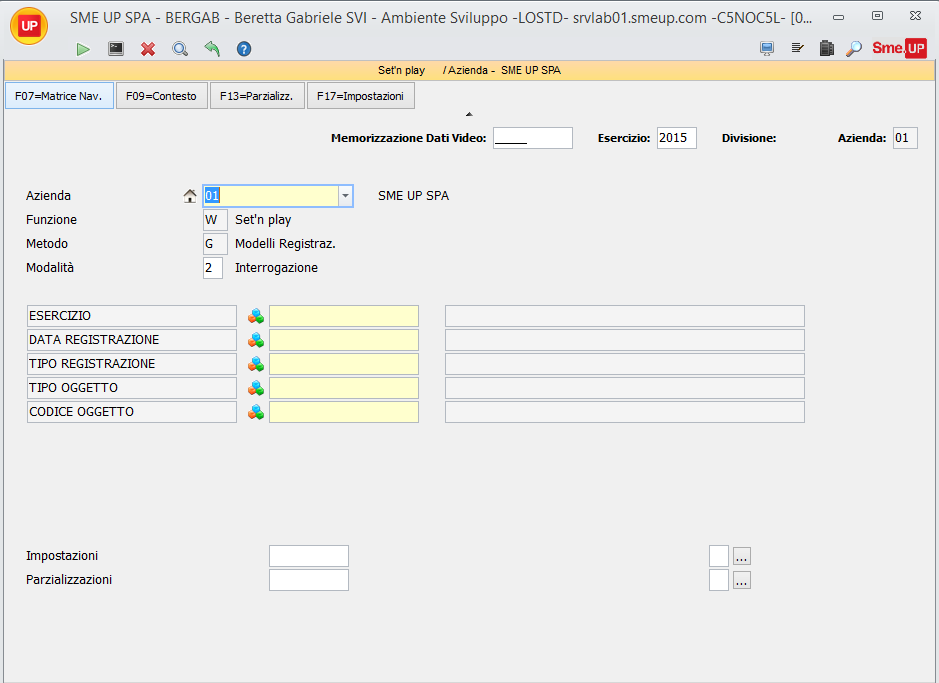 UP SME UP SPA - BERGAB - Beretta Gabriele SVI - Ambiente Sviluppo -LOSTD- srvlab01.smeup.com -C5NOC5L- [0...
Sme.UP
Set'n play / Azienda - SME UP SPA
F07=Matrice Nav. F09=Contesto F13=Parzializz. F17=Impostazioni
Memorizzazione Dati Video: _____ Esercizio: 2015 Divisione: Azienda: 01
Azienda 01 SME UP SPA
Funzione W Set'n play
Metodo G Modelli Registraz.
Modalità 2 Interrogazione
ESERCIZIO
DATA REGISTRAZIONE
TIPO REGISTRAZIONE
TIPO OGGETTO
CODICE OGGETTO
Impostazioni ...
Parzializzazioni ...